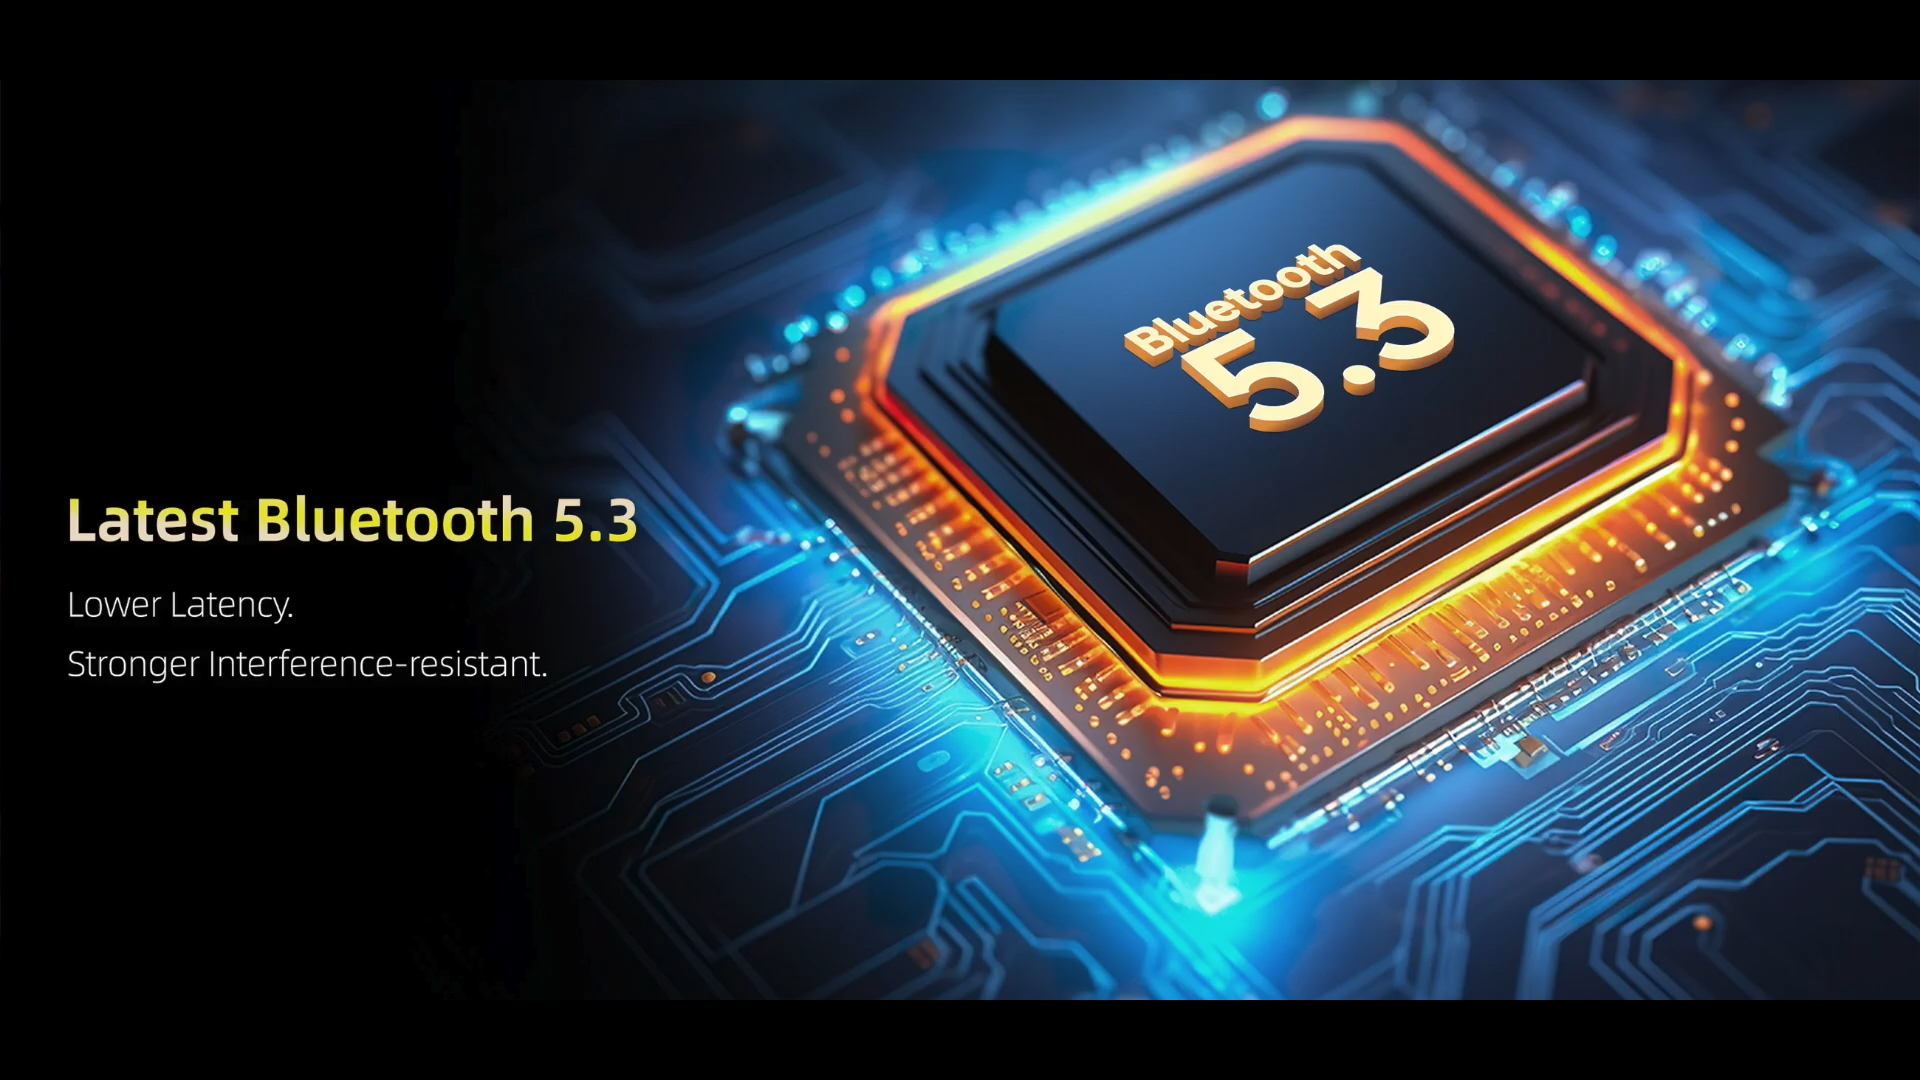 Bluetooth
5.3
Latest Bluetooth 5.3
Lower Latency.
Stronger Interference-resistant.